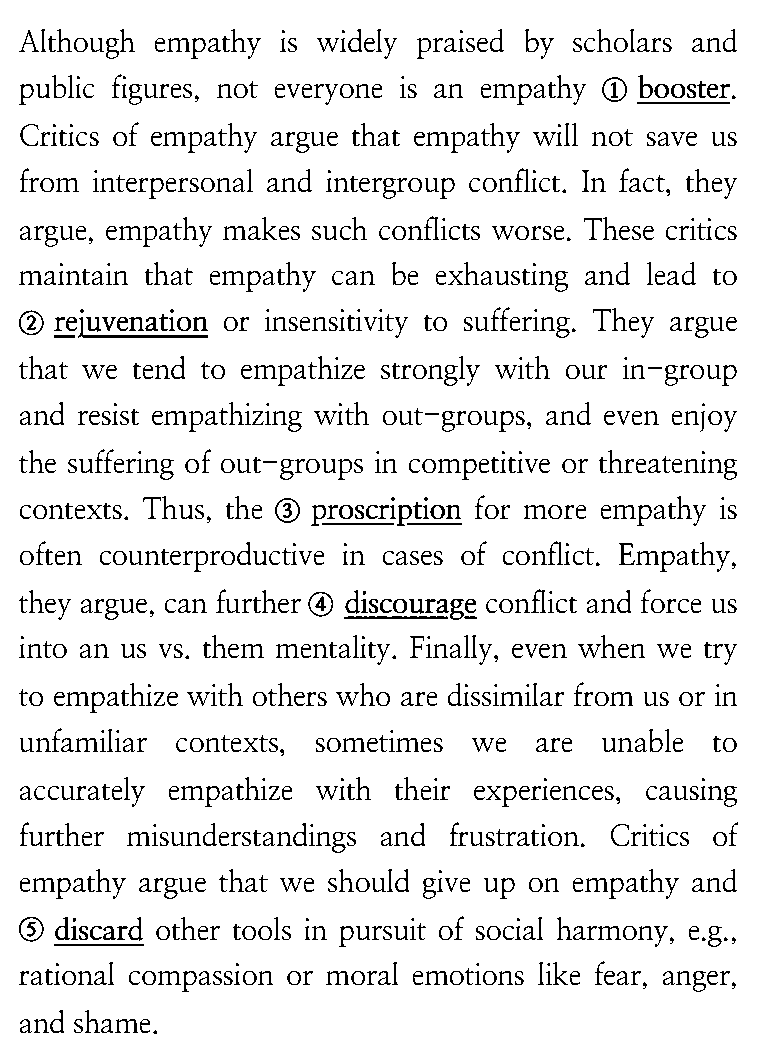 Although empathy is widely praised by scholars and
public figures, not everyone is an empathy ① booster.
Critics of empathy argue that empathy will not save us
from interpersonal and intergroup conflict. In fact, they
argue, empathy makes such conflicts worse. These critics
maintain that empathy can be exhausting and lead to
② rejuvenation or insensitivity to suffering. They argue
that we tend to empathize strongly with our in-group
and resist empathizing with out-groups, and even enjoy
the suffering of out-groups in competitive or threatening
contexts. Thus, the ③ proscription for more empathy is
often counterproductive in cases of conflict. Empathy,
they argue, can further ④ discourage conflict and force us
into an us vs. them mentality. Finally, even when we try
to empathize with others who are dissimilar from us or in
unfamiliar contexts, sometimes we are unable to
accurately empathize with their experiences, causing
further misunderstandings and frustration. Critics of
empathy argue that we should give up on empathy and
⑤ discard other tools in pursuit of social harmony, e.g.,
rational compassion or moral emotions like fear, anger,
and shame.